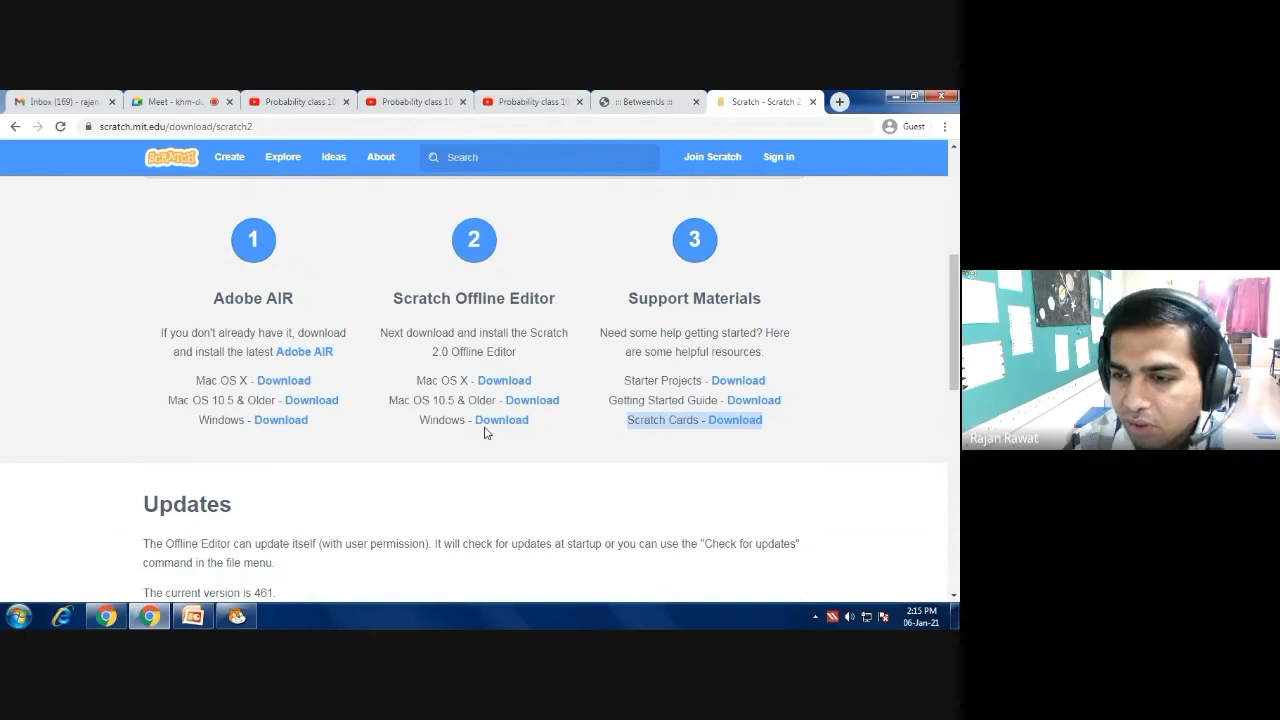 Inbox (169) - rajan
Meet - khm-du
Probability class 10
Probability class 10
Probability class 10
::: BetweenUs :::
Scratch - Scratch 2
scratch.mit.edu/download/scratch2
Guest
SCRATCH
Create
Explore
Ideas
About
Search
Join Scratch
Sign in
1
Adobe AIR
If you don't already have it, download
and install the latest Adobe AIR
Mac OS X - Download
Mac OS 10.5 & Older - Download
Windows - Download
2
Scratch Offline Editor
Next download and install the Scratch
2.0 Offline Editor
Mac OS X - Download
Mac OS 10.5 & Older - Download
Windows - Download
3
Support Materials
Need some help getting started? Here
are some helpful resources.
Starter Projects - Download
Getting Started Guide - Download
Scratch Cards - Download
Updates
The Offline Editor can update itself (with user permission). It will check for updates at startup or you can use the "Check for updates"
command in the file menu.
The current version is 461.
2:15 PM
06-Jan-21
Rajan Rawat